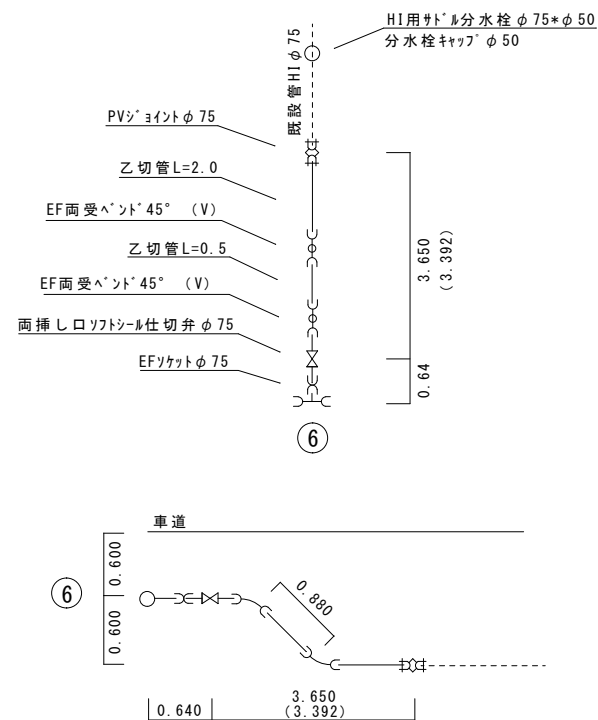 HI用ｻﾄﾞﾙ分水栓φ75*φ50
分水栓ｷｬｯﾌﾟφ50
既設管HIφ75
PVｼﾞｮｲﾝﾄφ75
乙切管L=2.0
EF両受ﾍﾞﾝﾄﾞ45° (V)
乙切管L=0.5
EF両受ﾍﾞﾝﾄﾞ45° (V)
両挿し口ｿﾌﾄｼｰﾙ仕切弁φ75
EFｿｹｯﾄφ75
3.650
(3.392)
0.64
6
車道
0.600
0.600
6
0.880
0.640
3.650
(3.392)